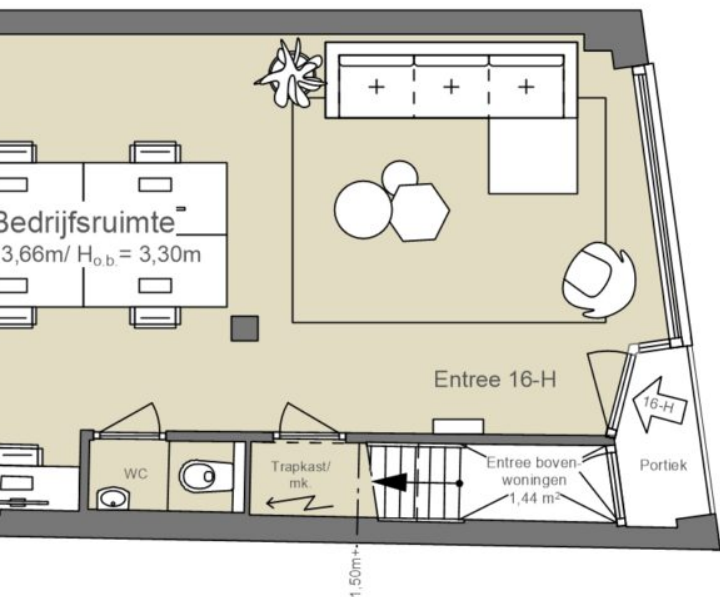 Bedrijfsruimte
3,66m/ Ho.b.= 3,30m
Entree 16-H
16-H
WC
Trapkast/
mk.
Entree boven-
woningen
1,44 m²
Portiek
1.50m+